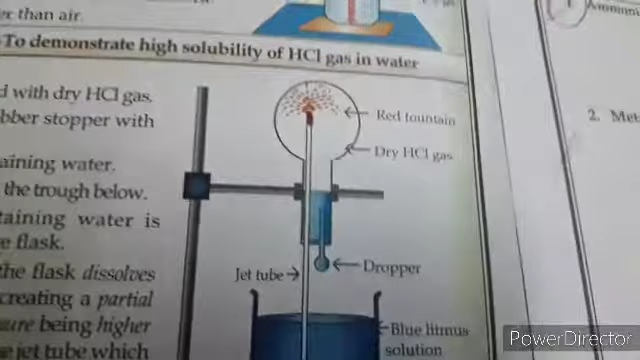 er than air.
To demonstrate high solubility of HCl gas in water
d with dry HCl gas.
bber stopper with
aining water.
the trough below.
taining water is
e flask.
the flask dissolves
creating a partial
sure being higher
e jet tube which
Red fountain
Dry HCl gas
Jet tube
Dropper
Blue litmus
solution
2. Met
PowerDirector